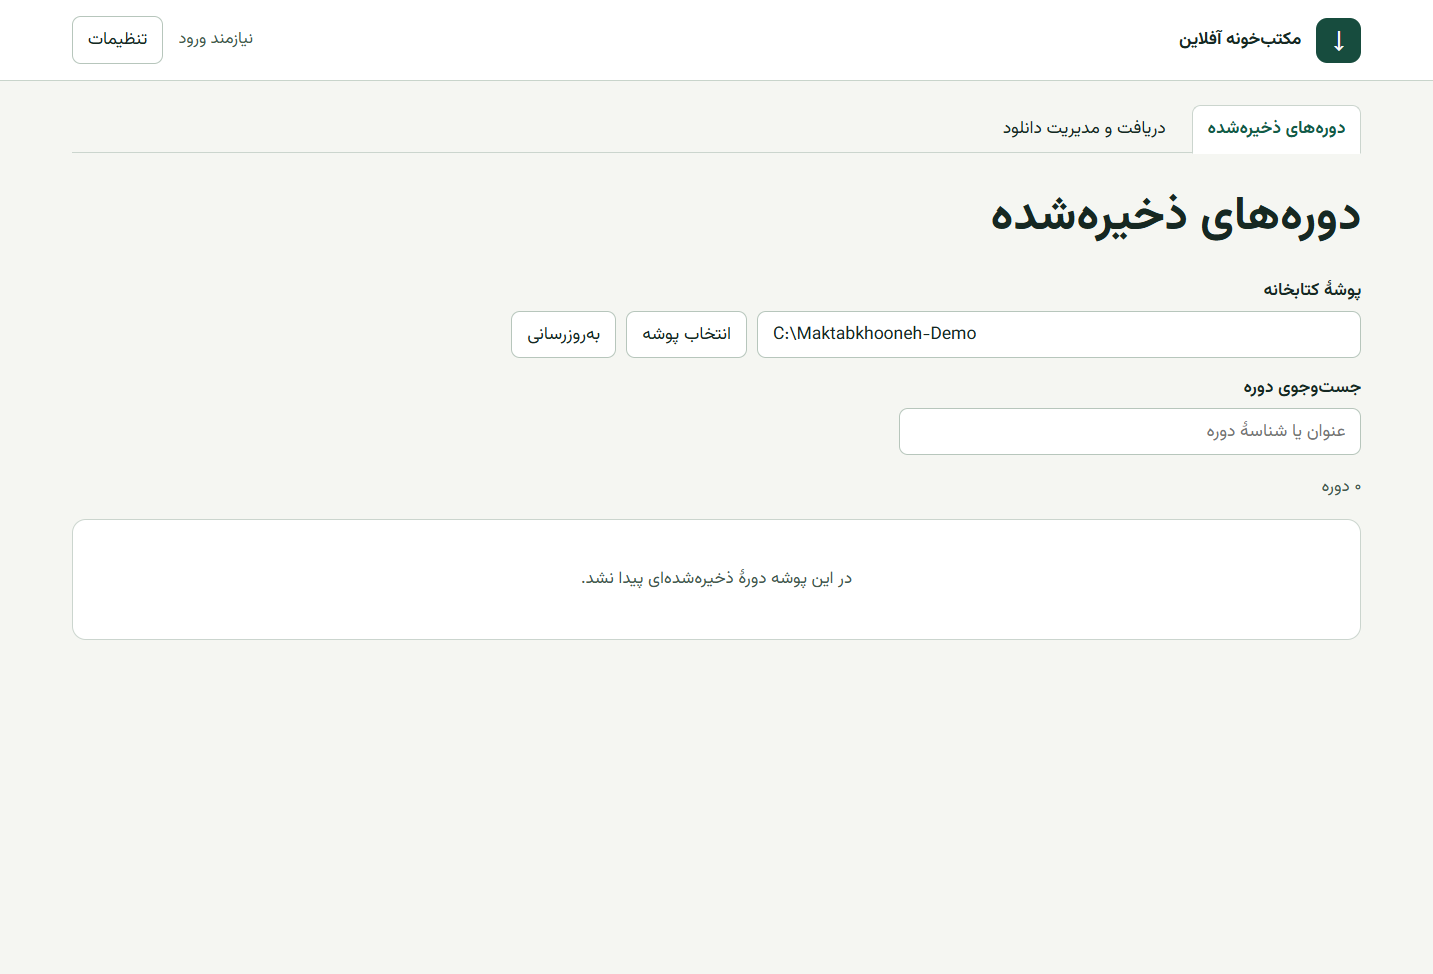 مکتب‌خونه آفلاین
نیازمند ورود
تنظیمات
دوره‌های ذخیره‌شده
دریافت و مدیریت دانلود
دوره‌های ذخیره‌شده
پوشهٔ کتابخانه
C:\Maktabkhooneh-Demo
انتخاب پوشه
به‌روزرسانی
جست‌وجوی دوره
عنوان یا شناسهٔ دوره
۰ دوره
در این پوشه دورهٔ ذخیره‌شده‌ای پیدا نشد.